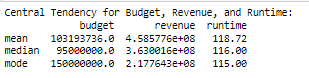 Central Tendency for Budget, Revenue, and Runtime:
budget revenue runtime
mean 103193736.0 4.585776e+08 118.72
median 95000000.0 3.630016e+08 116.00
mode 150000000.0 2.177643e+08 115.00